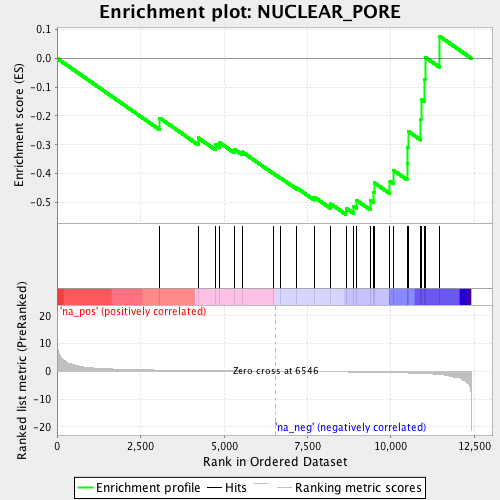 Enrichment plot: NUCLEAR_PORE
Enrichment score (ES)
0.1
0.0
-0.1
-0.2
-0.3
-0.4
-0.5
'na_pos' (positively correlated)
Ranked list metric (PreRanked)
20
10
0
-10
-20
Zero cross at 6546
'na_neg' (negatively correlated)
0
2,500
5,000
7,500
10,000
12,500
Rank in Ordered Dataset
Enrichment profile
Hits
Ranking metric scores